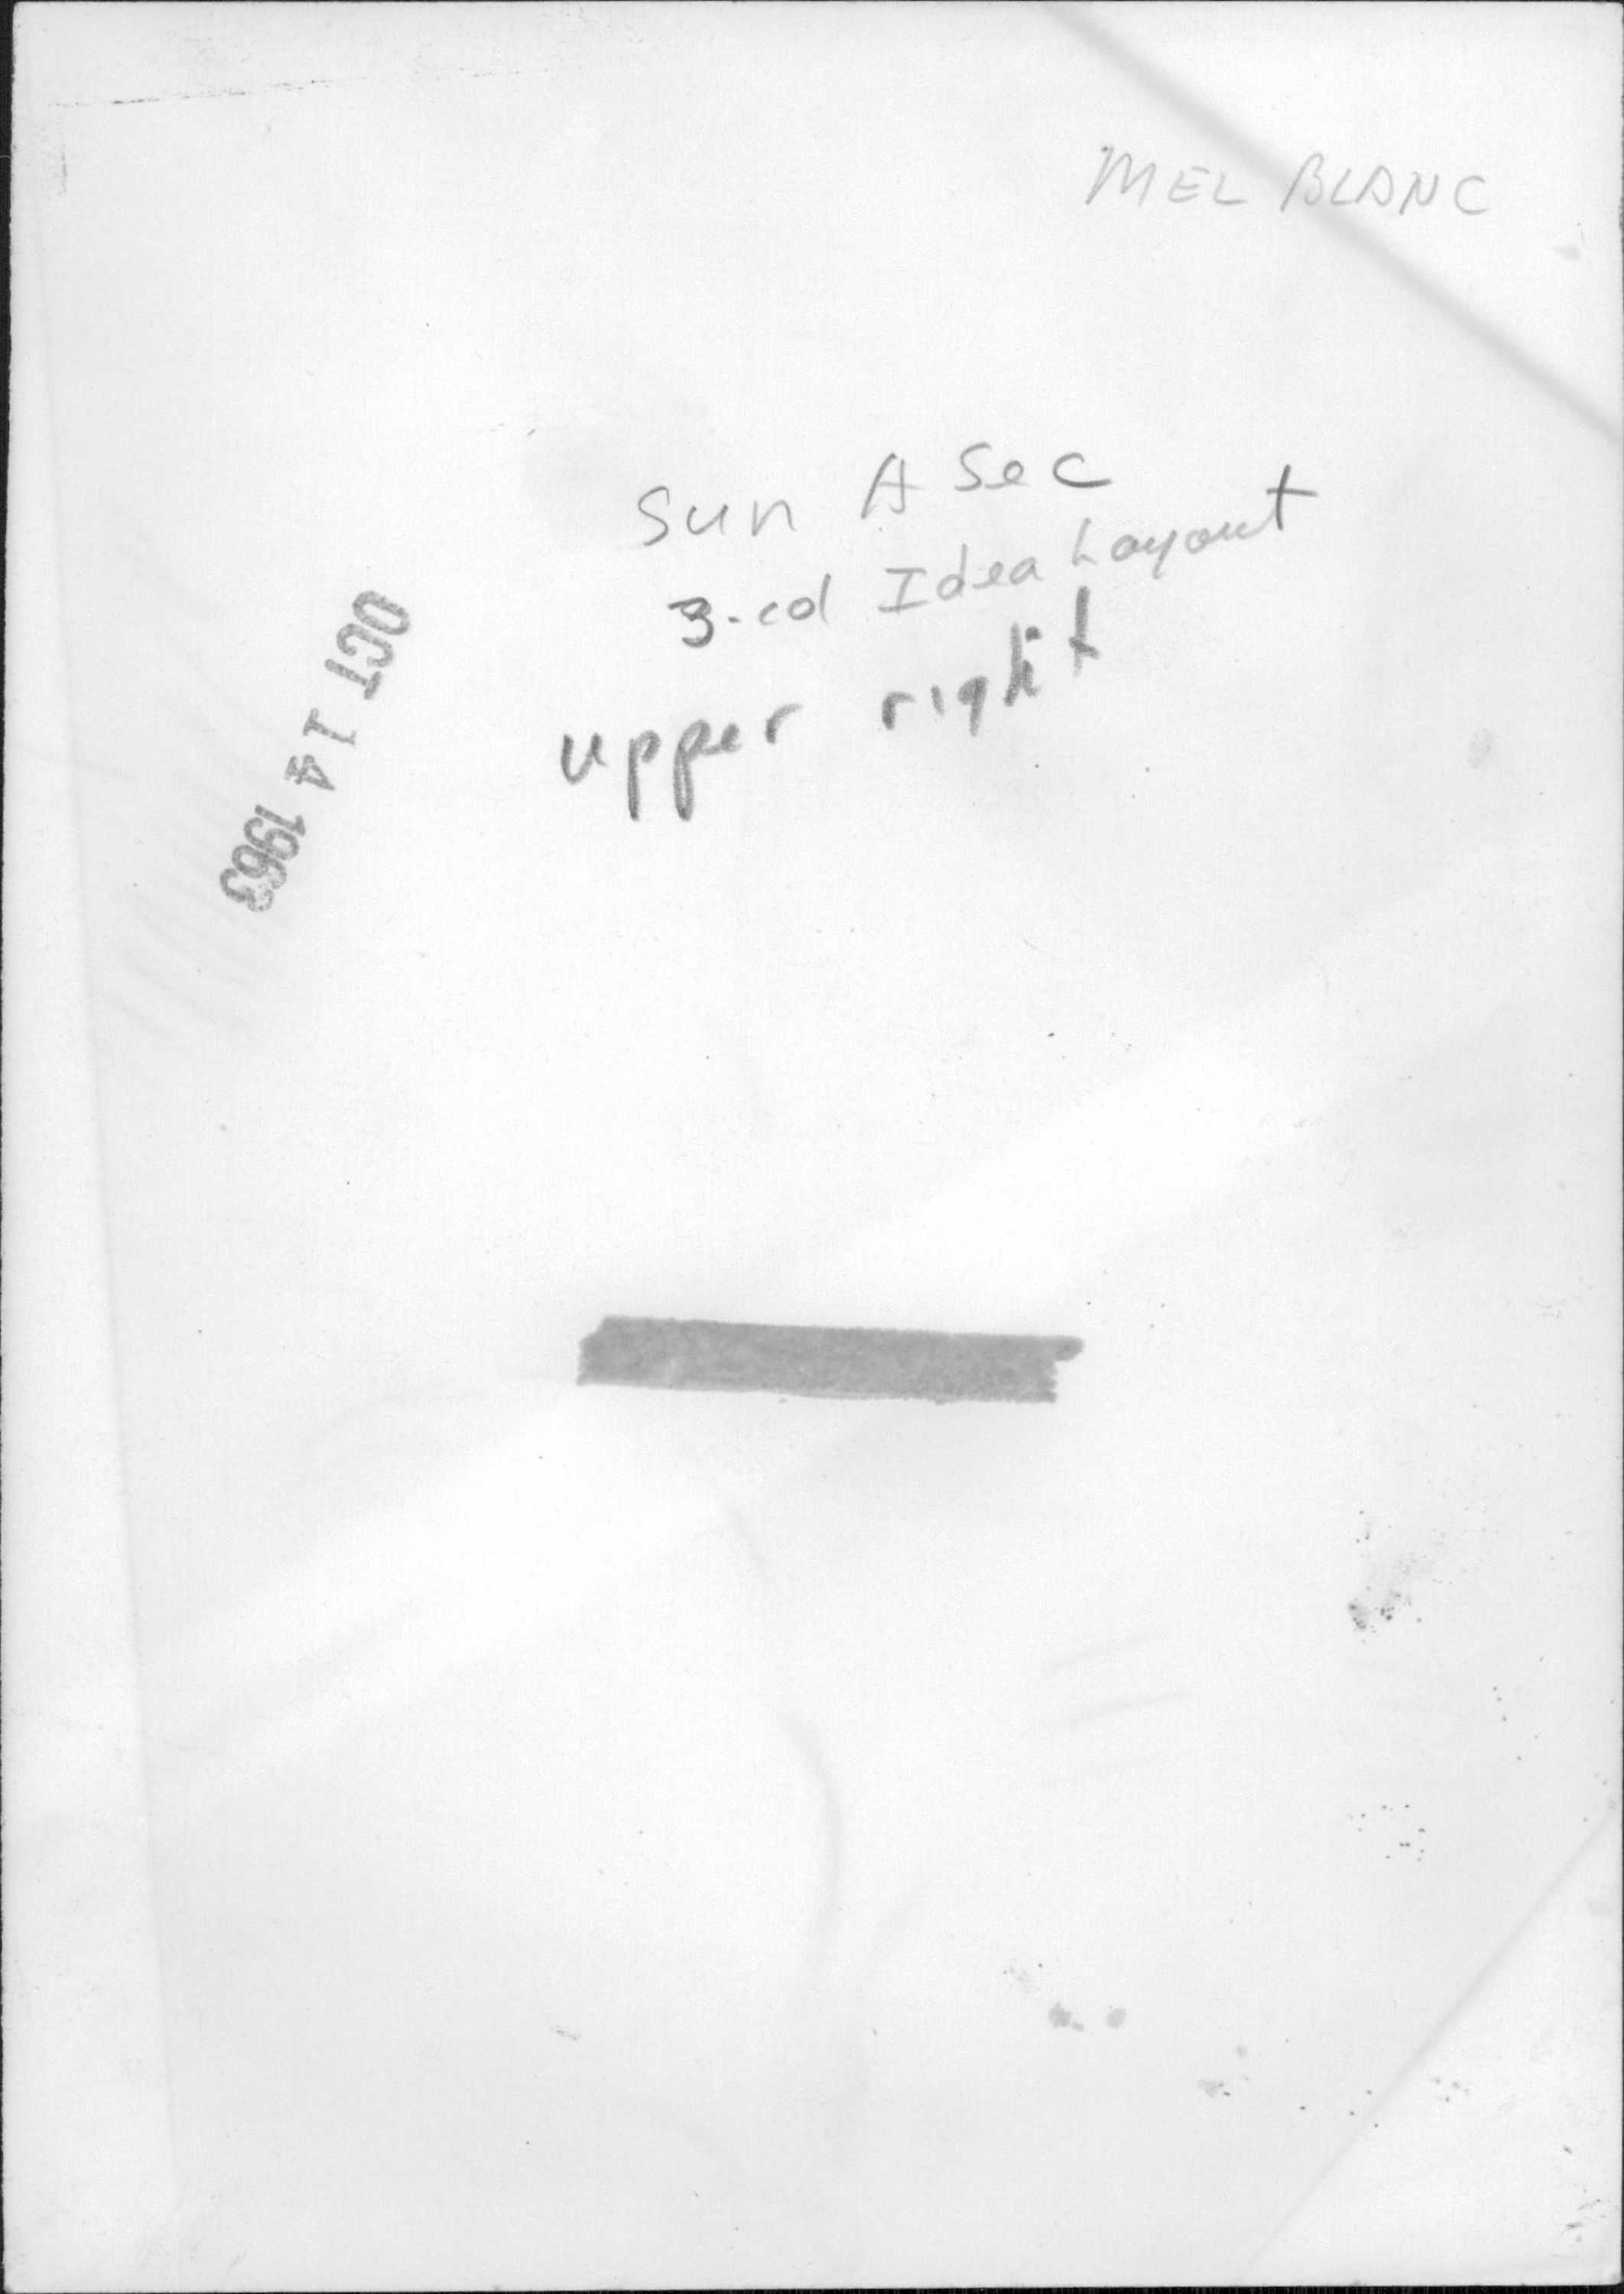 MEL BLANC
Sun A Sec
3-col Idea Layout
upper right
OCT 14 1963